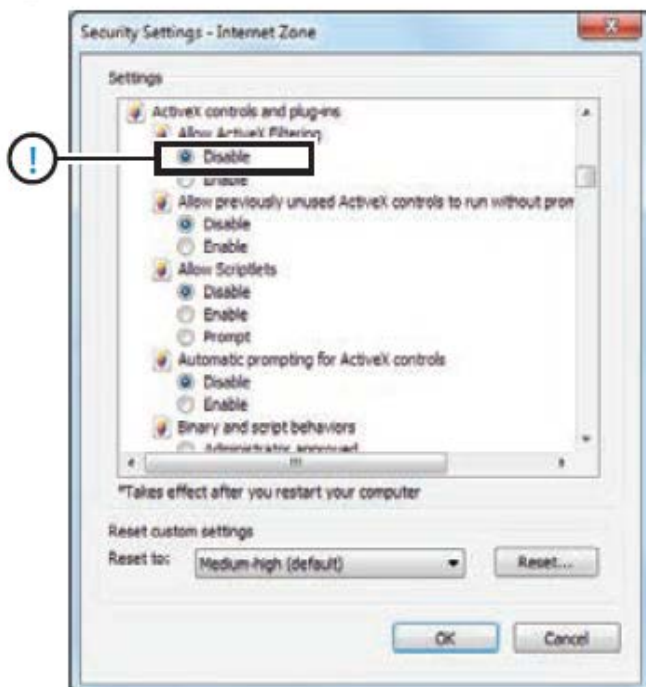 Security Settings - Internet Zone
Settings
ActiveX controls and plug-ins
Allow ActiveX Filtering
Disable
Enable
Allow previously unused ActiveX controls to run without prom
Disable
Enable
Allow Scriptlets
Disable
Enable
Prompt
Automatic prompting for ActiveX controls
Disable
Enable
Binary and script behaviors
Administrator approved
*Takes effect after you restart your computer
Reset custom settings
Reset to: Medium-high (default) Reset...
OK Cancel
!